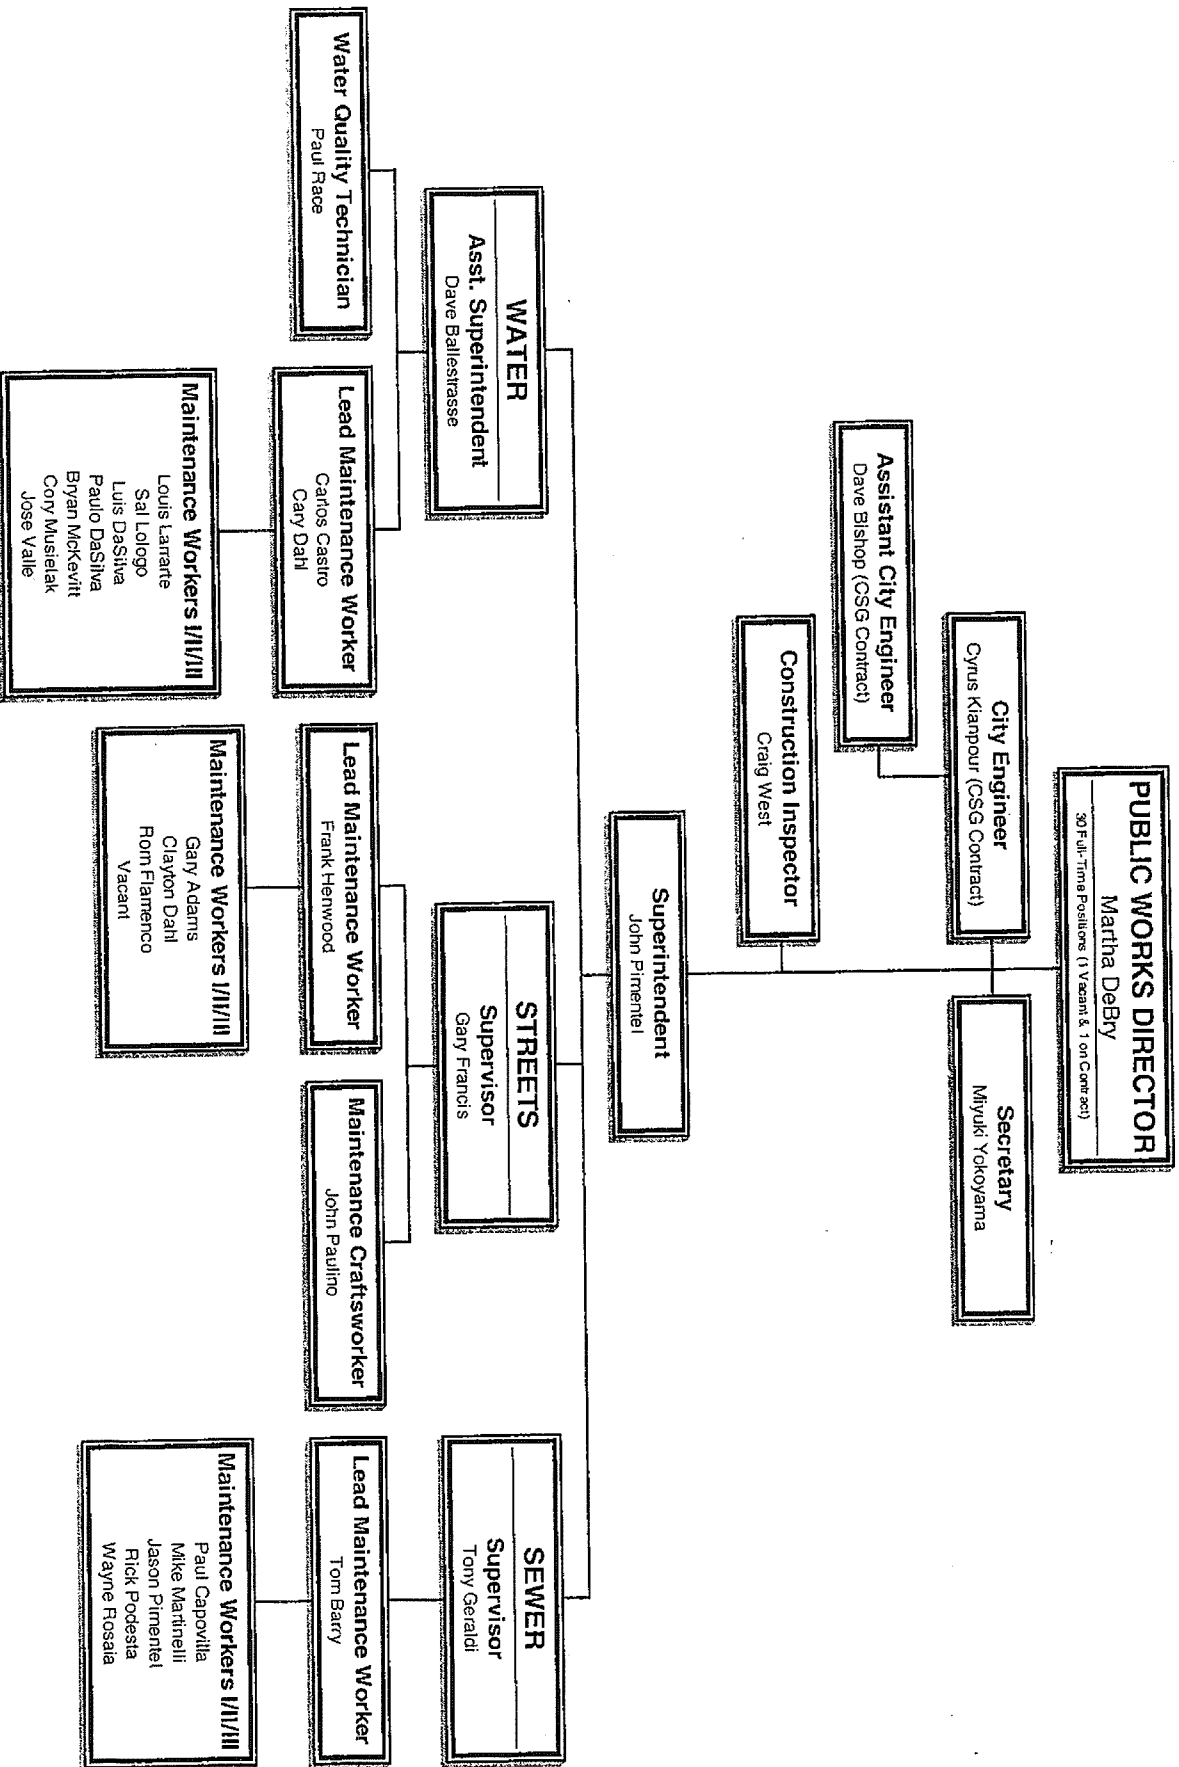 PUBLIC WORKS DIRECTOR
Martha DeBry
30 Full-Time Positions (1 Vacant & 1 on Contract)
City Engineer
Cyrus Kianpour (CSG Contract)
Secretary
Miyuki Yokoyama
Assistant City Engineer
Dave Bishop (CSG Contract)
Construction Inspector
Craig West
Superintendent
John Pimentel
WATER
Asst. Superintendent
Dave Ballestrasse
STREETS
Supervisor
Gary Francis
SEWER
Supervisor
Tony Geraldi
Water Quality Technician
Paul Race
Lead Maintenance Worker
Carlos Castro
Cary Dahl
Lead Maintenance Worker
Frank Henwood
Maintenance Craftsworker
John Paulino
Lead Maintenance Worker
Tom Barry
Maintenance Workers I/II/III
Louis Larrarte
Sal Lologo
Luis DaSilva
Paulo DaSilva
Bryan McKevitt
Cory Musielak
Jose Valle
Maintenance Workers I/II/III
Gary Adams
Clayton Dahl
Rom Flamenco
Vacant
Maintenance Workers I/II/III
Paul Capovilla
Mike Martinelli
Jason Pimentel
Rick Podesta
Wayne Rosaia